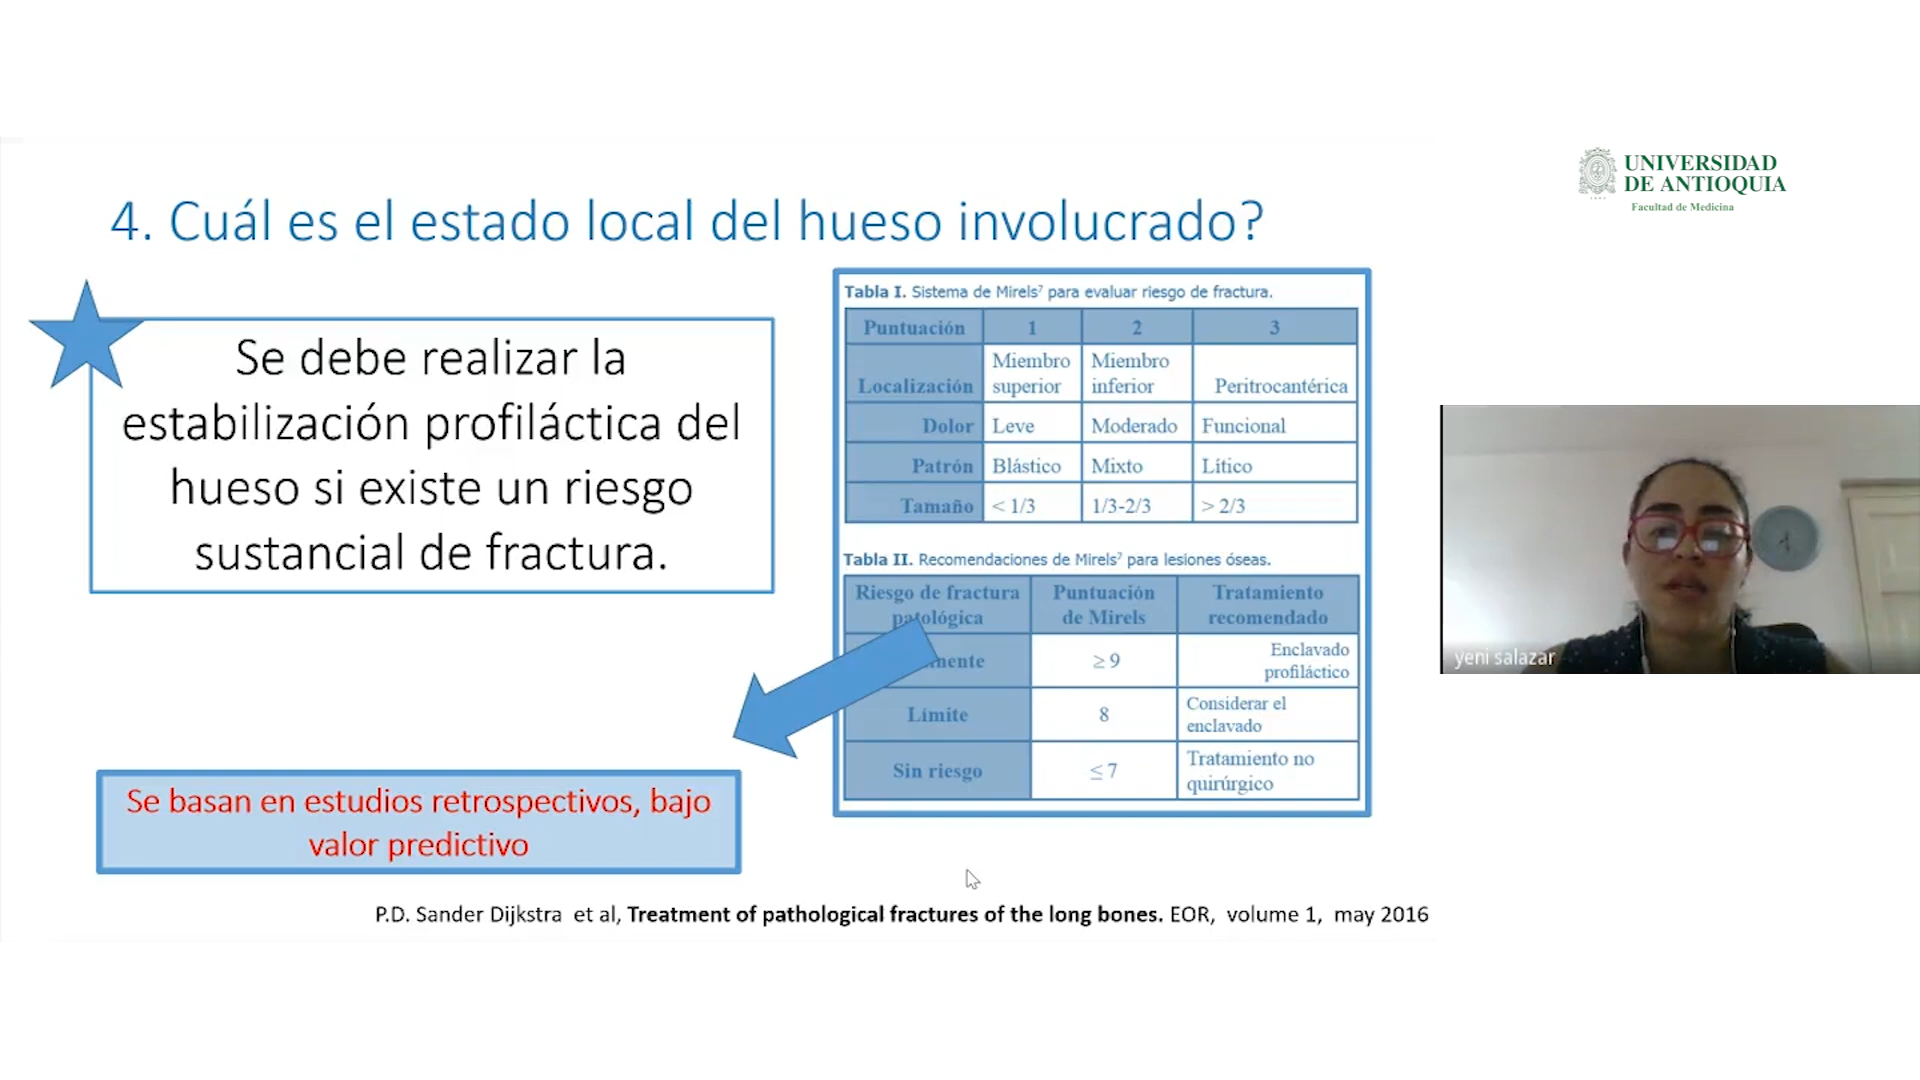 UNIVERSIDAD
DE ANTIOQUIA
Facultad de Medicina
4. Cuál es el estado local del hueso involucrado?
Se debe realizar la
estabilización profiláctica del
hueso si existe un riesgo
sustancial de fractura.
Tabla I. Sistema de Mirels⁷ para evaluar riesgo de fractura.
Puntuación 1 2 3
Localización Miembro superior Miembro inferior Peritrocantérica
Dolor Leve Moderado Funcional
Patrón Blástico Mixto Lítico
Tamaño < 1/3 1/3-2/3 > 2/3
Tabla II. Recomendaciones de Mirels⁷ para lesiones óseas.
Riesgo de fractura patológica Puntuación de Mirels Tratamiento recomendado
≥ 9 Enclavado profiláctico
Límite 8 Considerar el enclavado
Sin riesgo ≤ 7 Tratamiento no quirúrgico
Se basan en estudios retrospectivos, bajo
valor predictivo
P.D. Sander Dijkstra et al, Treatment of pathological fractures of the long bones. EOR, volume 1, may 2016
yeni salazar